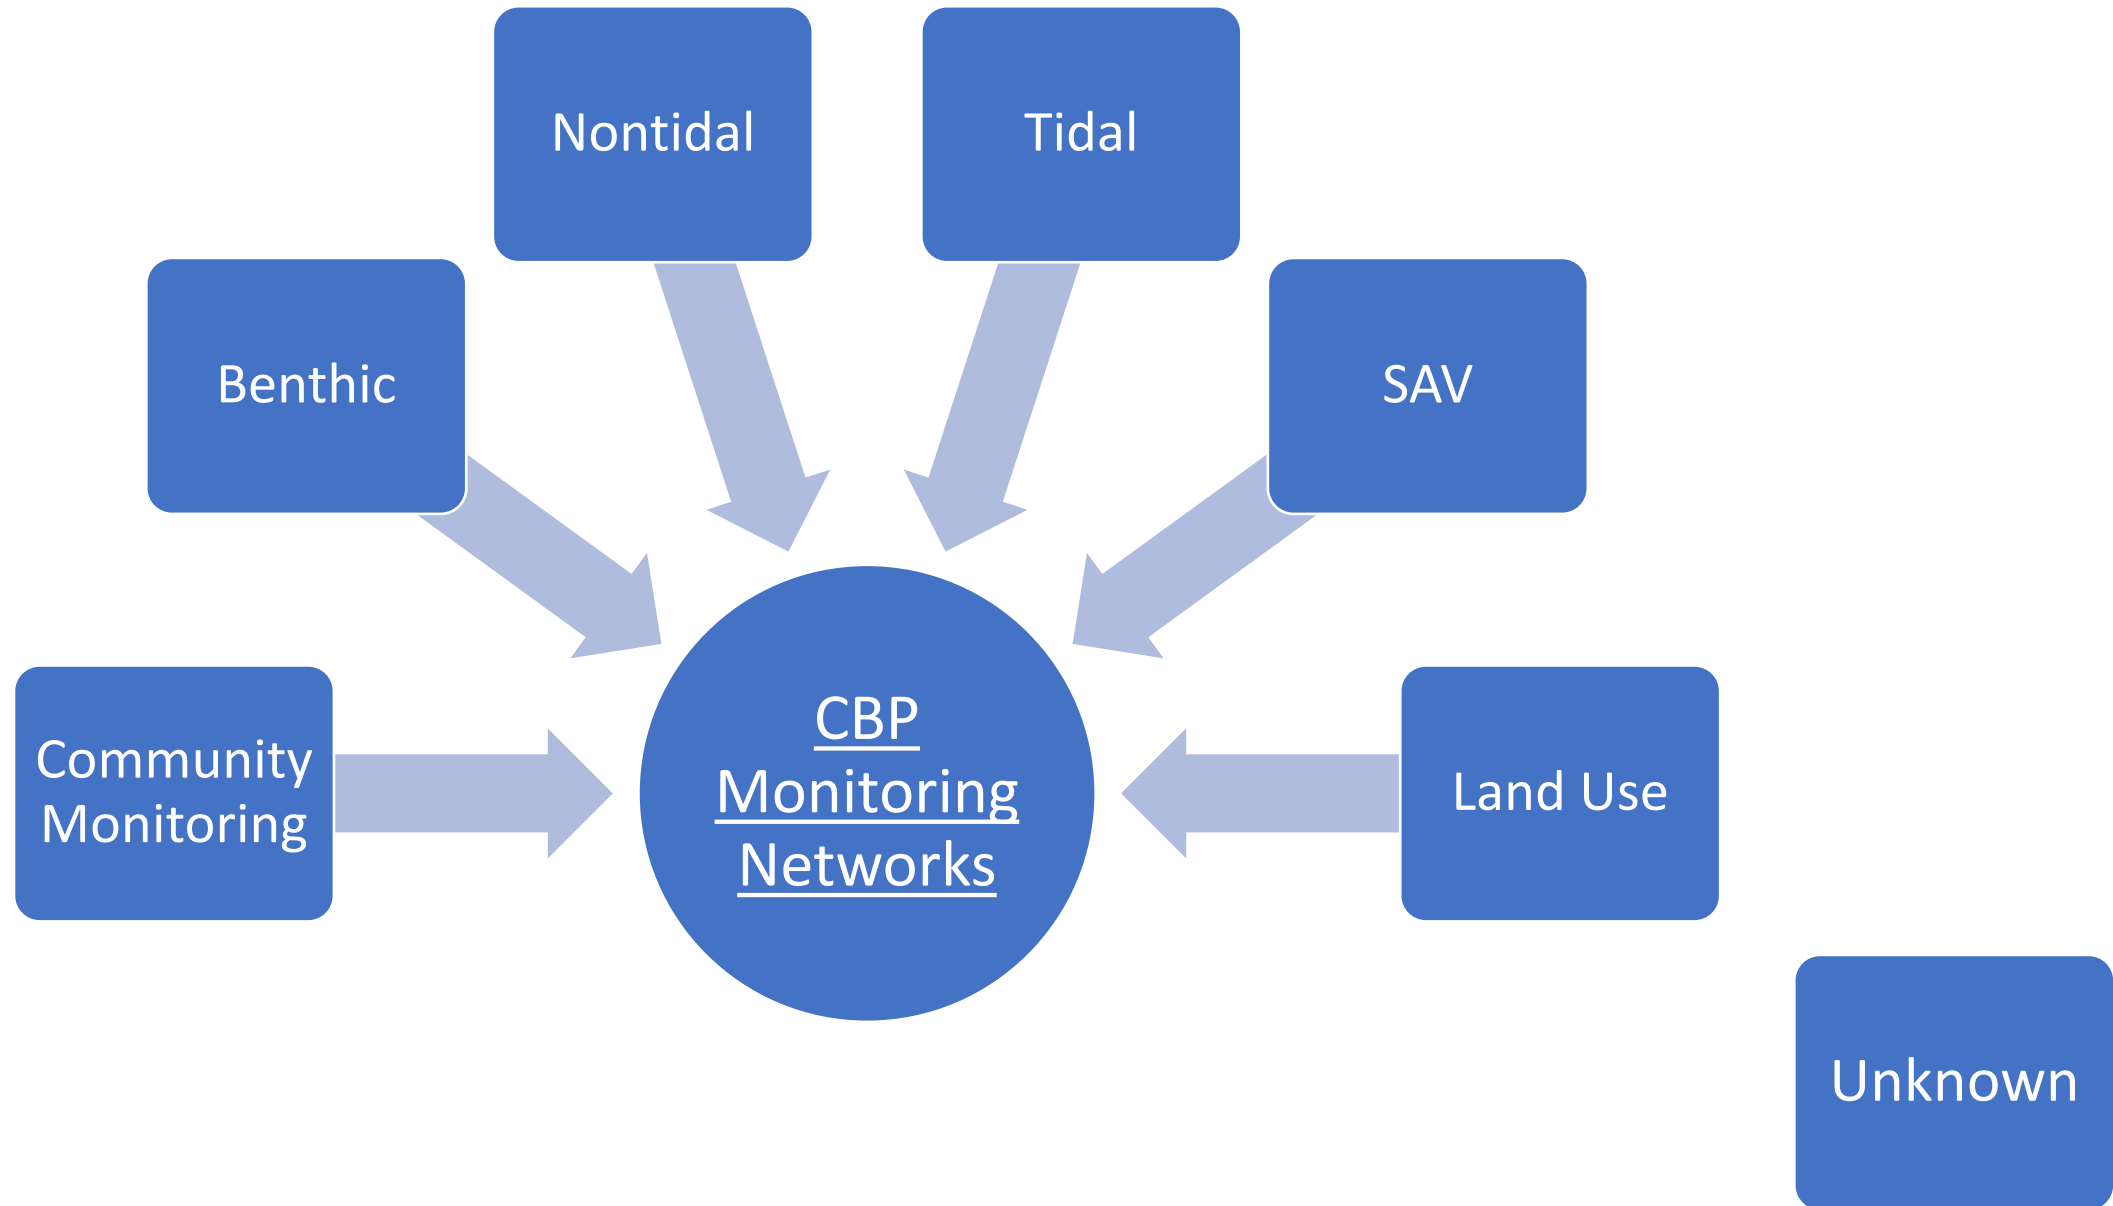 Nontidal
Tidal
Benthic
SAV
Community
Monitoring
CBP
Monitoring
Networks
Land Use
Unknown